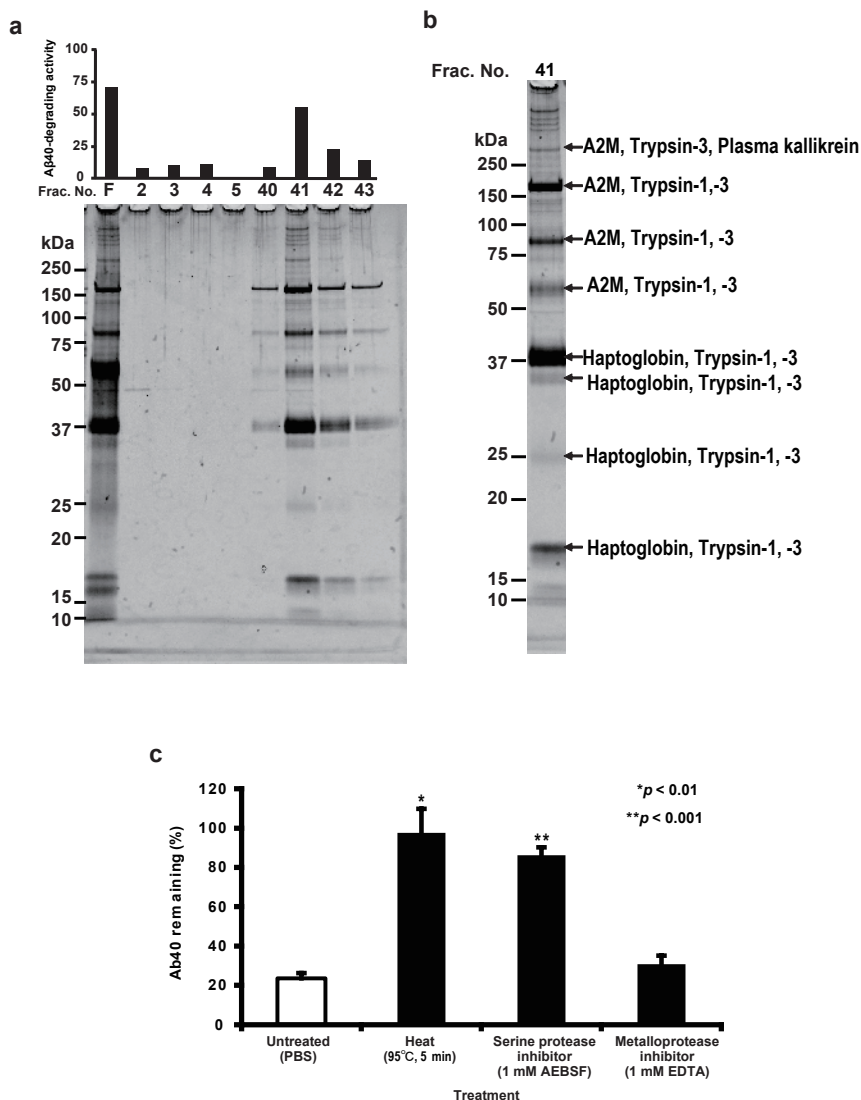 a
100
75
50
25
0
Aβ40-degrading activity
Frac. No. F 2 3 4 5 40 41 42 43
kDa
250
150
100
75
50
37
25
20
15
10
b
Frac. No. 41
kDa
250
150
100
75
50
37
25
20
15
10
A2M, Trypsin-3, Plasma kallikrein
A2M, Trypsin-1,-3
A2M, Trypsin-1, -3
A2M, Trypsin-1, -3
Haptoglobin, Trypsin-1, -3
Haptoglobin, Trypsin-1, -3
Haptoglobin, Trypsin-1, -3
Haptoglobin, Trypsin-1, -3
c
120
100
80
60
40
20
0
Ab40 remaining (%)
*
**
*p < 0.01
**p < 0.001
Untreated
(PBS)
Heat
(95℃, 5 min)
Serine protease
inhibitor
(1 mM AEBSF)
Metalloprotease
inhibitor
(1 mM EDTA)
Treatment